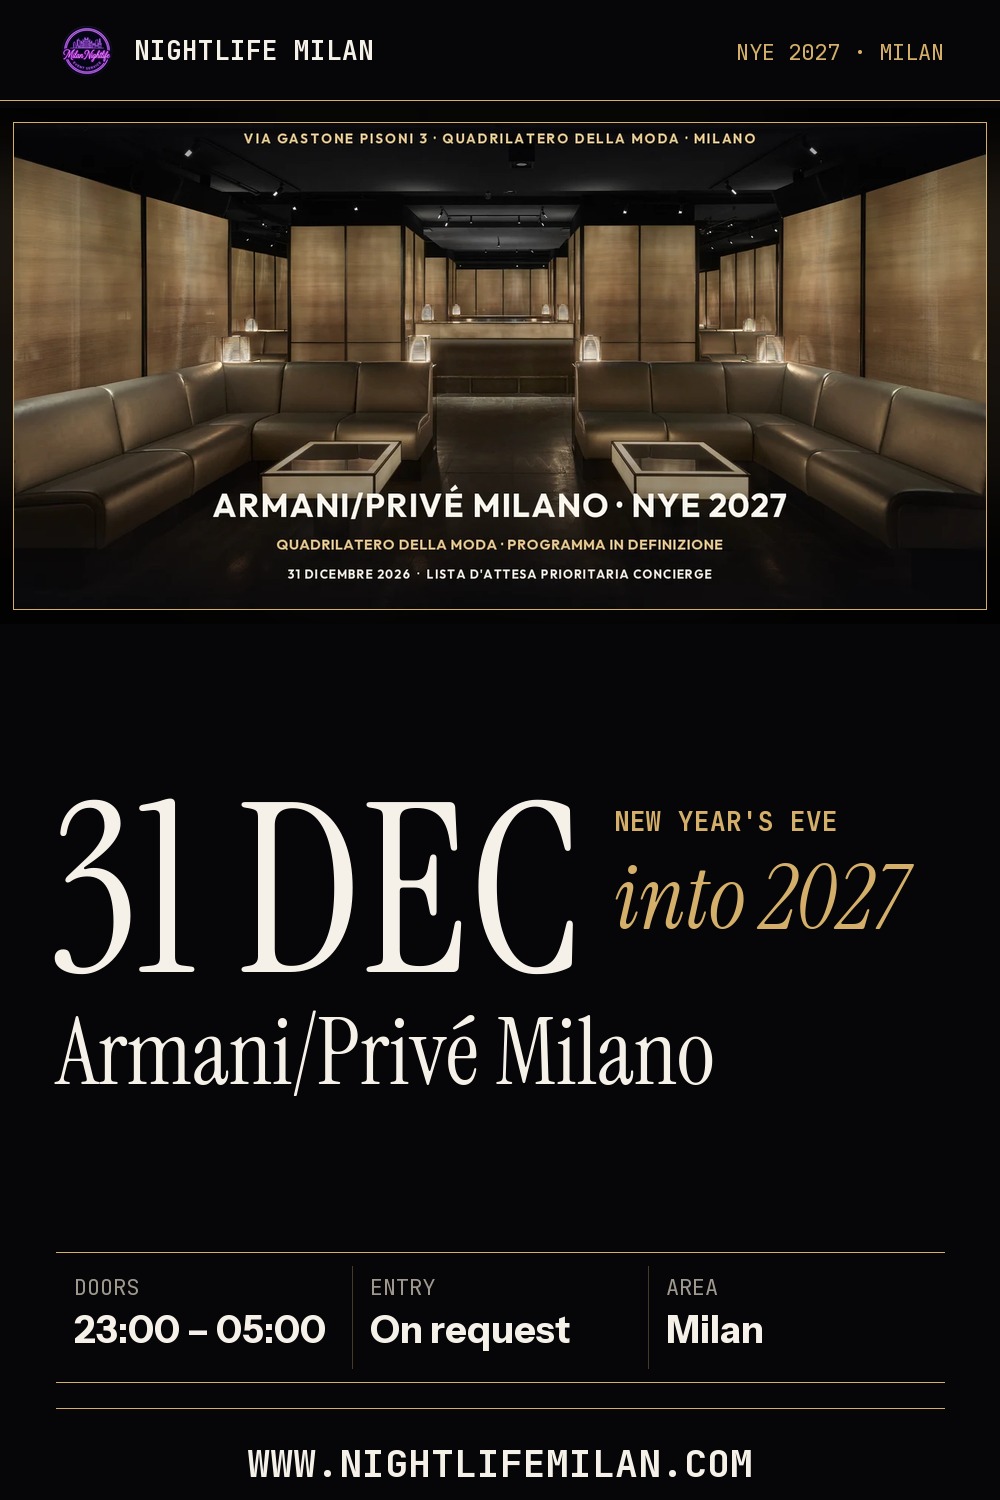 Milan Nightlife
NIGHTLIFE MILAN
NYE 2027 · MILAN
VIA GASTONE PISONI 3 · QUADRILATERO DELLA MODA · MILANO
ARMANI/PRIVÉ MILANO · NYE 2027
QUADRILATERO DELLA MODA · PROGRAMMA IN DEFINIZIONE
31 DICEMBRE 2026 · LISTA D'ATTESA PRIORITARIA CONCIERGE
31 DEC
NEW YEAR'S EVE
into 2027
Armani/Privé Milano
DOORS
23:00 – 05:00
ENTRY
On request
AREA
Milan
WWW.NIGHTLIFEMILAN.COM